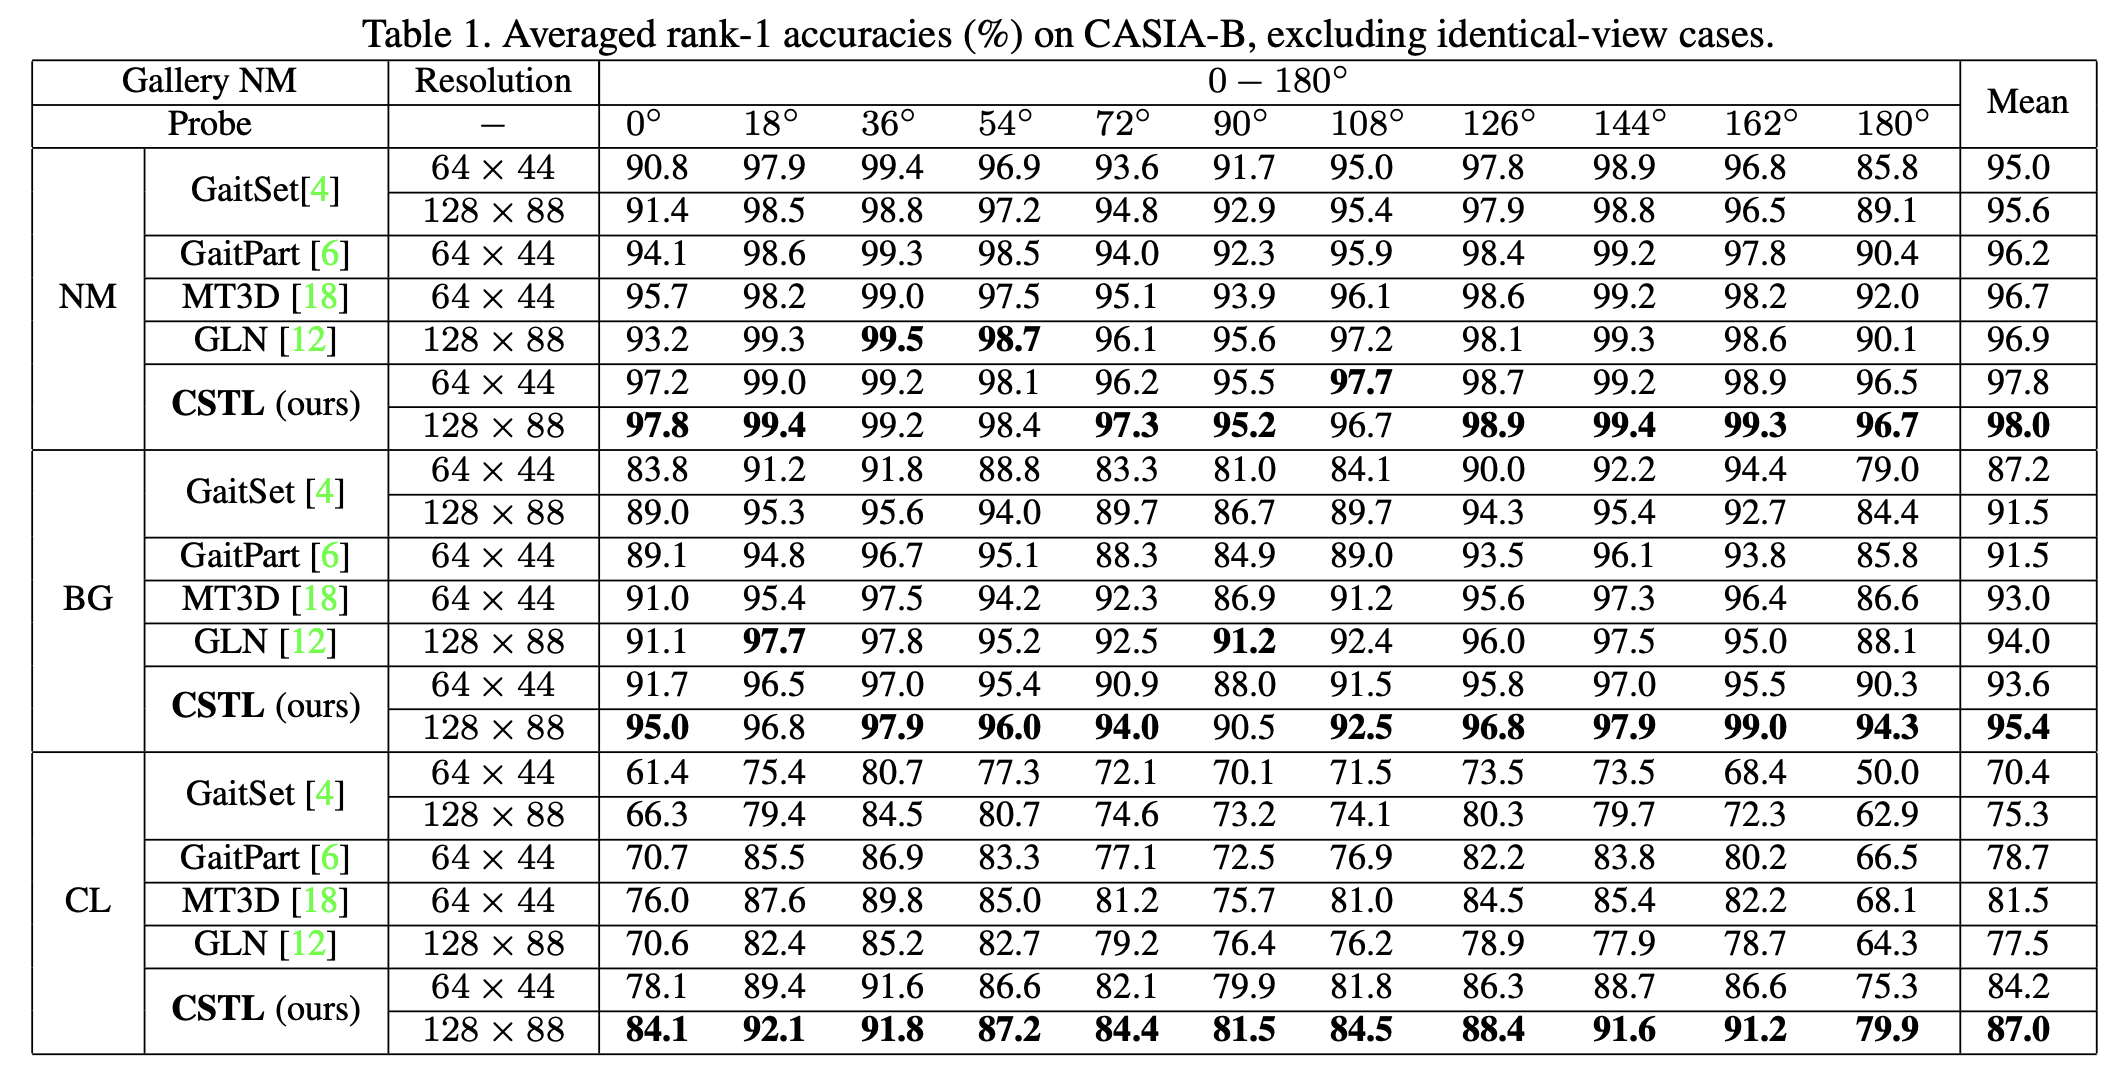 Table 1. Averaged rank-1 accuracies (%) on CASIA-B, excluding identical-view cases.
Gallery NM Resolution 0 − 180° Mean
Probe − 0° 18° 36° 54° 72° 90° 108° 126° 144° 162° 180°
NM GaitSet[4] 64 × 44 90.8 97.9 99.4 96.9 93.6 91.7 95.0 97.8 98.9 96.8 85.8 95.0
128 × 88 91.4 98.5 98.8 97.2 94.8 92.9 95.4 97.9 98.8 96.5 89.1 95.6
GaitPart [6] 64 × 44 94.1 98.6 99.3 98.5 94.0 92.3 95.9 98.4 99.2 97.8 90.4 96.2
MT3D [18] 64 × 44 95.7 98.2 99.0 97.5 95.1 93.9 96.1 98.6 99.2 98.2 92.0 96.7
GLN [12] 128 × 88 93.2 99.3 99.5 98.7 96.1 95.6 97.2 98.1 99.3 98.6 90.1 96.9
CSTL (ours) 64 × 44 97.2 99.0 99.2 98.1 96.2 95.5 97.7 98.7 99.2 98.9 96.5 97.8
128 × 88 97.8 99.4 99.2 98.4 97.3 95.2 96.7 98.9 99.4 99.3 96.7 98.0
BG GaitSet [4] 64 × 44 83.8 91.2 91.8 88.8 83.3 81.0 84.1 90.0 92.2 94.4 79.0 87.2
128 × 88 89.0 95.3 95.6 94.0 89.7 86.7 89.7 94.3 95.4 92.7 84.4 91.5
GaitPart [6] 64 × 44 89.1 94.8 96.7 95.1 88.3 84.9 89.0 93.5 96.1 93.8 85.8 91.5
MT3D [18] 64 × 44 91.0 95.4 97.5 94.2 92.3 86.9 91.2 95.6 97.3 96.4 86.6 93.0
GLN [12] 128 × 88 91.1 97.7 97.8 95.2 92.5 91.2 92.4 96.0 97.5 95.0 88.1 94.0
CSTL (ours) 64 × 44 91.7 96.5 97.0 95.4 90.9 88.0 91.5 95.8 97.0 95.5 90.3 93.6
128 × 88 95.0 96.8 97.9 96.0 94.0 90.5 92.5 96.8 97.9 99.0 94.3 95.4
CL GaitSet [4] 64 × 44 61.4 75.4 80.7 77.3 72.1 70.1 71.5 73.5 73.5 68.4 50.0 70.4
128 × 88 66.3 79.4 84.5 80.7 74.6 73.2 74.1 80.3 79.7 72.3 62.9 75.3
GaitPart [6] 64 × 44 70.7 85.5 86.9 83.3 77.1 72.5 76.9 82.2 83.8 80.2 66.5 78.7
MT3D [18] 64 × 44 76.0 87.6 89.8 85.0 81.2 75.7 81.0 84.5 85.4 82.2 68.1 81.5
GLN [12] 128 × 88 70.6 82.4 85.2 82.7 79.2 76.4 76.2 78.9 77.9 78.7 64.3 77.5
CSTL (ours) 64 × 44 78.1 89.4 91.6 86.6 82.1 79.9 81.8 86.3 88.7 86.6 75.3 84.2
128 × 88 84.1 92.1 91.8 87.2 84.4 81.5 84.5 88.4 91.6 91.2 79.9 87.0